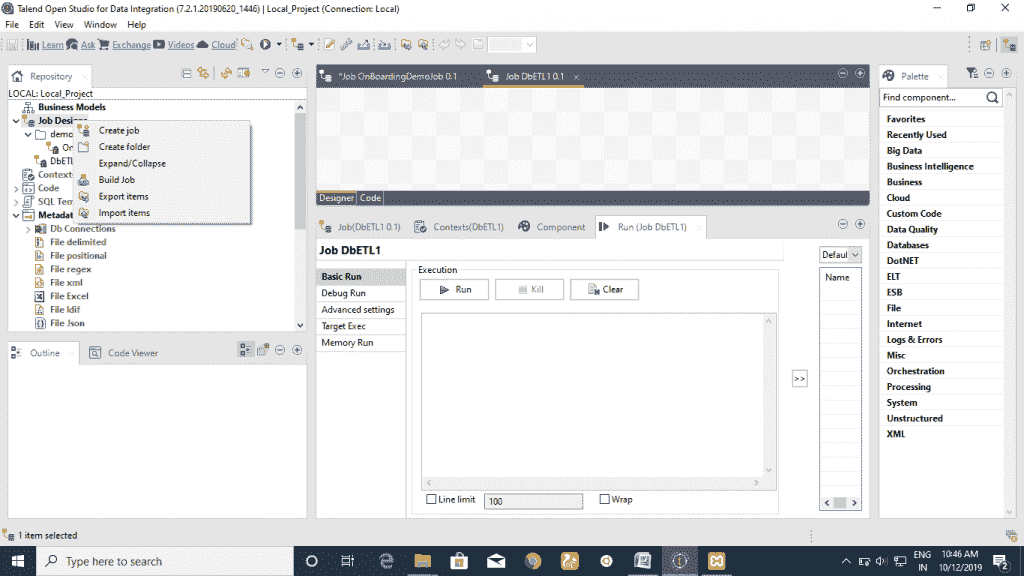 Talend Open Studio for Data Integration (7.2.1.20190620_1446) | Local_Project (Connection: Local)
File Edit View Window Help
Learn Ask Exchange Videos Cloud
Repository
LOCAL: Local_Project
Business Models
Job Desig
demo
On
DbETL
Contexts
Code
SQL Tem
Metadat
Db Connections
File delimited
File positional
File regex
File xml
File Excel
File ldif
File Json
Create job
Create folder
Expand/Collapse
Build Job
Export items
Import items
Outline
Code Viewer
*Job OnBoardingDemoJob 0.1
Job DbETL1 0.1
Designer Code
Job(DbETL1 0.1)
Contexts(DbETL1)
Component
Run (Job DbETL1)
Job DbETL1
Basic Run
Debug Run
Advanced settings
Target Exec
Memory Run
Execution
Run
Kill
Clear
Line limit
100
Wrap
>>
Defaul
Name
Palette
Find component...
Favorites
Recently Used
Big Data
Business Intelligence
Business
Cloud
Custom Code
Data Quality
Databases
DotNET
ELT
ESB
File
Internet
Logs & Errors
Misc
Orchestration
Processing
System
Unstructured
XML
1 item selected
Type here to search
ENG
IN
10:46 AM
10/12/2019
2